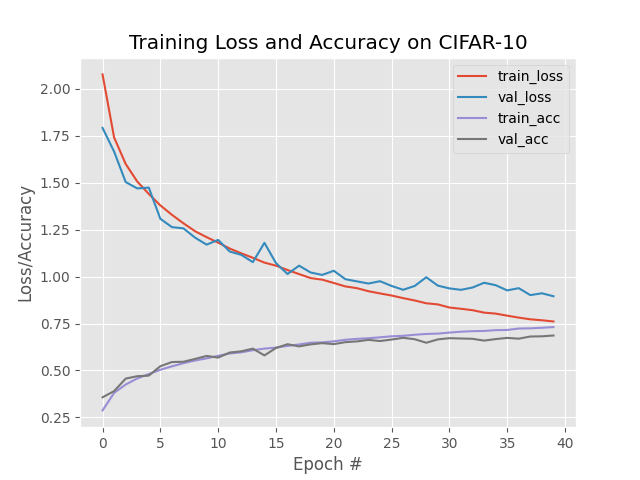 Training Loss and Accuracy on CIFAR-10
train_loss
val_loss
train_acc
val_acc
2.00
1.75
1.50
1.25
1.00
0.75
0.50
0.25
Loss/Accuracy
0 5 10 15 20 25 30 35 40
Epoch #